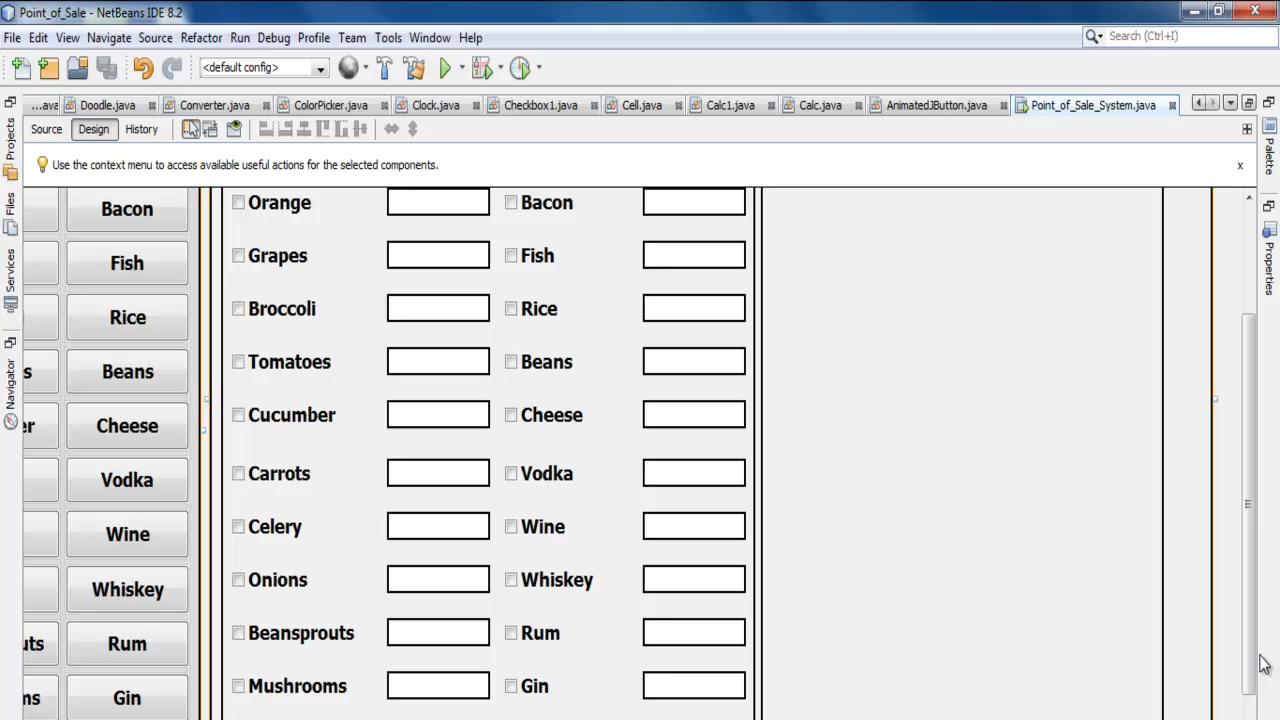 Point_of_Sale - NetBeans IDE 8.2
File Edit View Navigate Source Refactor Run Debug Profile Team Tools Window Help
Search (Ctrl+I)
<default config>
...ava Doodle.java Converter.java ColorPicker.java Clock.java Checkbox1.java Cell.java Calc1.java Calc.java AnimatedJButton.java Point_of_Sale_System.java
Source Design History
Use the context menu to access available useful actions for the selected components. x
Projects
Files
Services
Navigator
Palette
Properties
Bacon Orange Bacon
Fish Grapes Fish
Rice Broccoli Rice
s Beans Tomatoes Beans
er Cheese Cucumber Cheese
Vodka Carrots Vodka
Wine Celery Wine
Whiskey Onions Whiskey
uts Rum Beansprouts Rum
ms Gin Mushrooms Gin